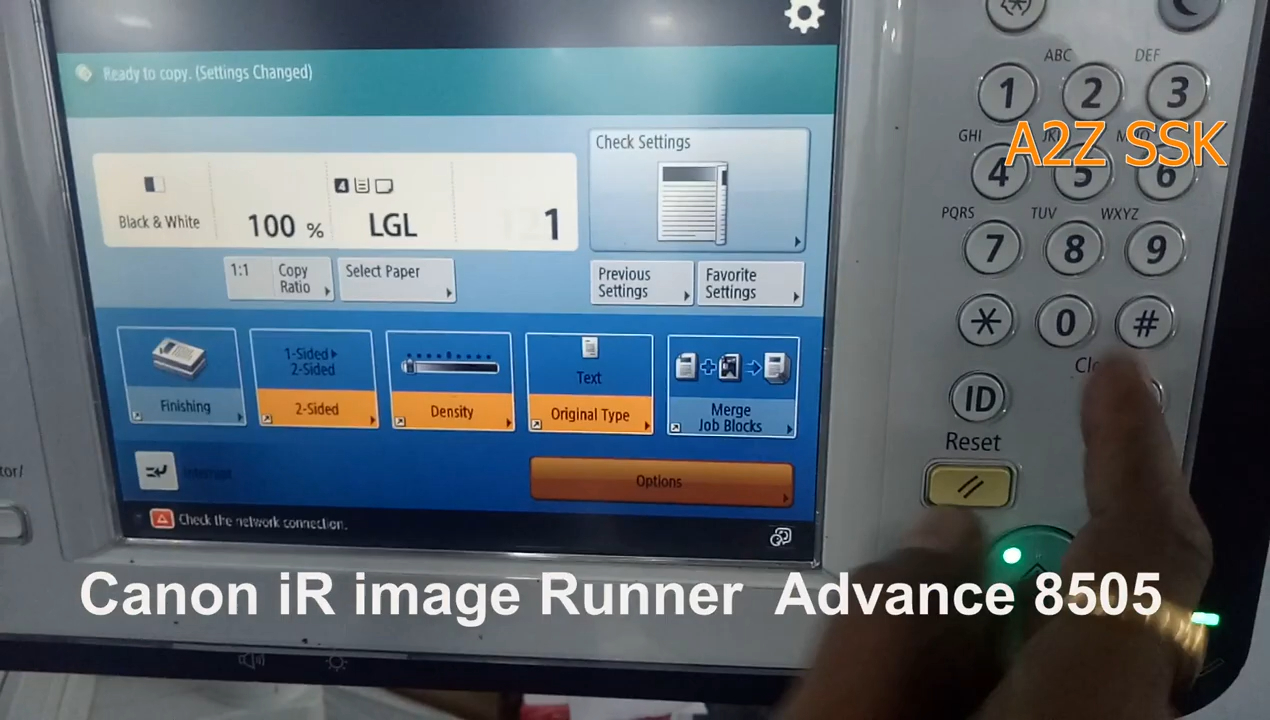 Ready to copy. (Settings Changed)
Check Settings
Black & White
100 %
4
LGL
1
1:1
Copy
Ratio
Select Paper
Previous
Settings
Favorite
Settings
1-Sided
2-Sided
Text
Finishing
2-Sided
Density
Original Type
Merge
Job Blocks
Interrupt
Options
Check the network connection.
ABC
DEF
1
2
3
GHI
A2Z SSK
4
5
6
PQRS
TUV
WXYZ
7
8
9
*
0
#
ID
Reset
Canon iR image Runner Advance 8505